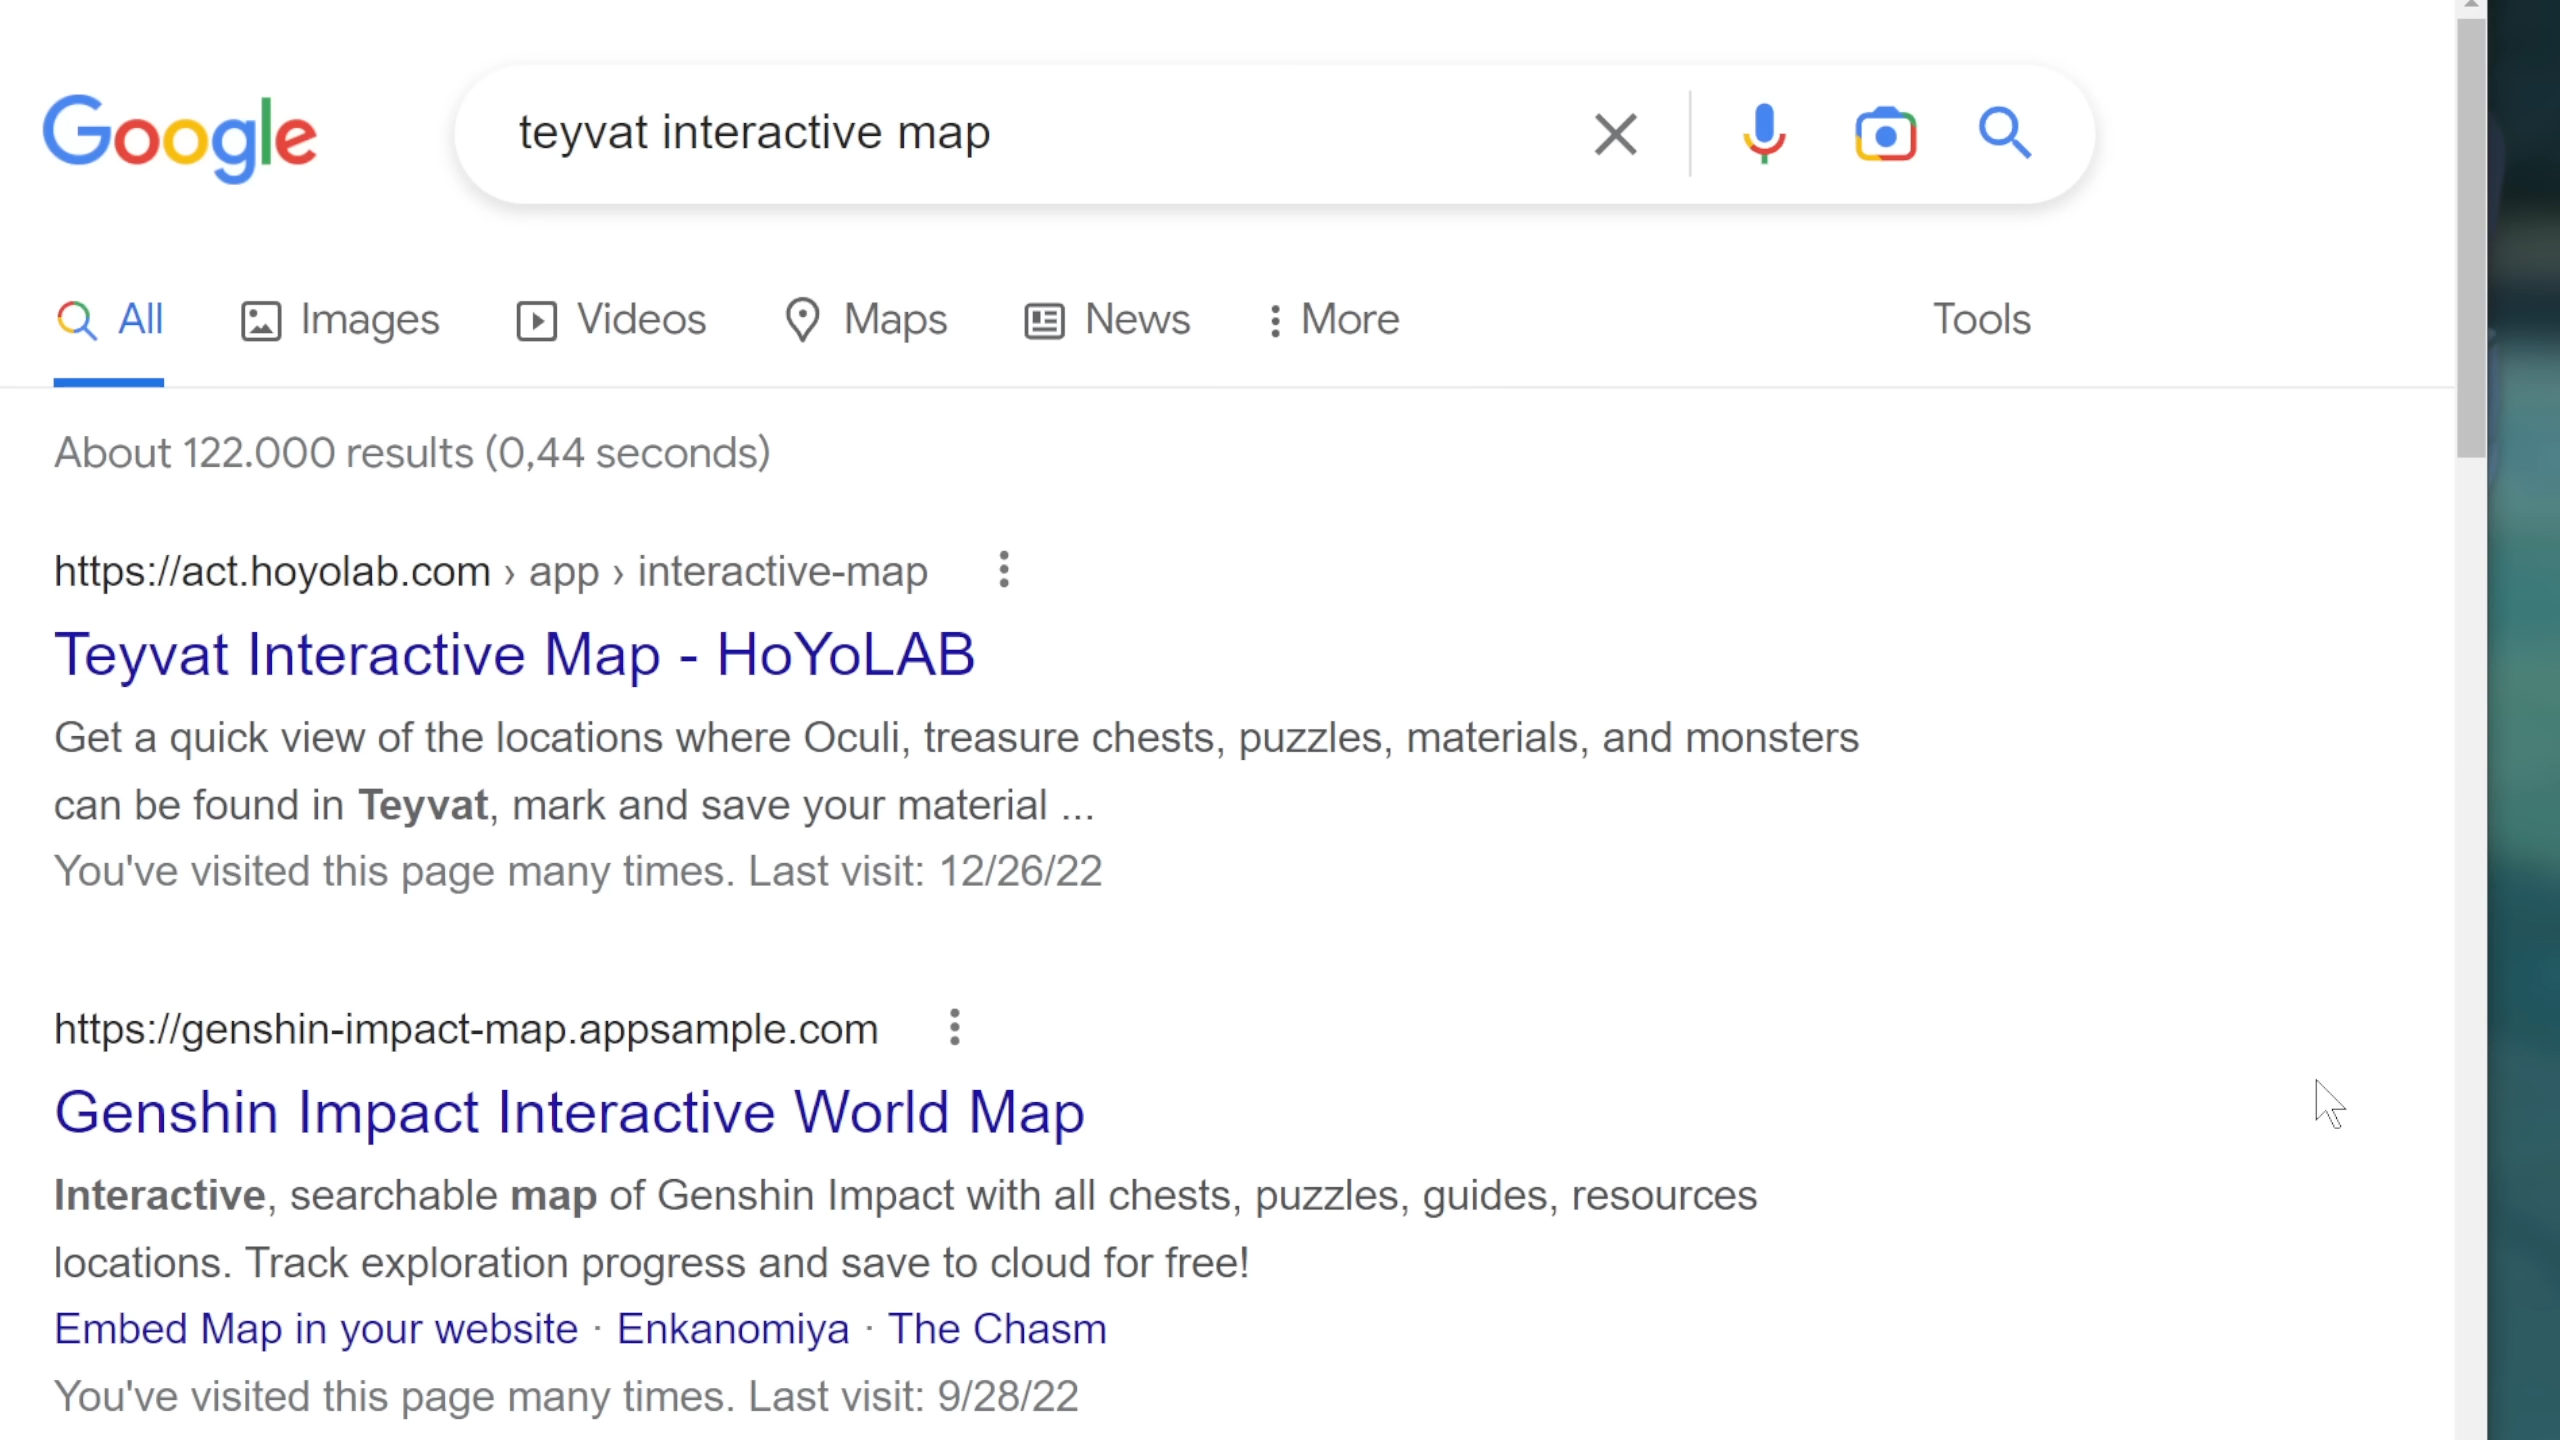 Google
teyvat interactive map
All Images Videos Maps News More Tools
About 122.000 results (0,44 seconds)
https://act.hoyolab.com › app › interactive-map
Teyvat Interactive Map - HoYoLAB
Get a quick view of the locations where Oculi, treasure chests, puzzles, materials, and monsters
can be found in Teyvat, mark and save your material ...
You've visited this page many times. Last visit: 12/26/22
https://genshin-impact-map.appsample.com
Genshin Impact Interactive World Map
Interactive, searchable map of Genshin Impact with all chests, puzzles, guides, resources
locations. Track exploration progress and save to cloud for free!
Embed Map in your website · Enkanomiya · The Chasm
You've visited this page many times. Last visit: 9/28/22